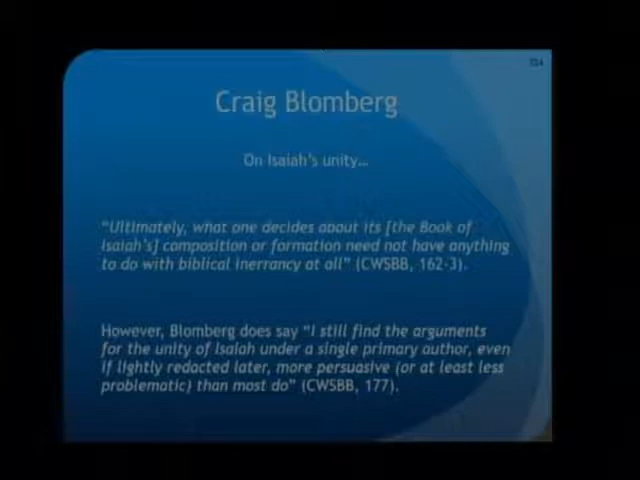 104
Craig Blomberg
On Isaiah's unity…
"Ultimately, what one decides about its [the Book of
Isaiah's] composition or formation need not have anything
to do with biblical inerrancy at all" (CWSBB, 162-3).
However, Blomberg does say "I still find the arguments
for the unity of Isaiah under a single primary author, even
if lightly redacted later, more persuasive (or at least less
problematic) than most do" (CWSBB, 177).